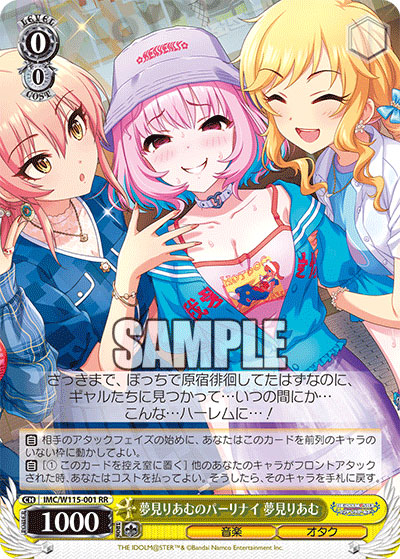 LEVEL
0
0
COST
SAMPLE
さっきまで、ぼっちで原宿徘徊してたはずなのに、
ギャルたちに見つかって…いつの間にか…
こんな…ハーレムに…！
自 相手のアタックフェイズの始めに、あなたはこのカードを前列のキャラの
いない枠に動かしてよい。
自 ［① このカードを控え室に置く］ 他のあなたのキャラがフロントアタック
された時、あなたはコストを払ってよい。そうしたら、そのキャラを手札に戻す。
CH IMC/W115-001 RR
1000
夢見りあむのパーリナイ 夢見りあむ
音楽 オタク
THE IDOLM@STER™& ©Bandai Namco Entertainment Inc.